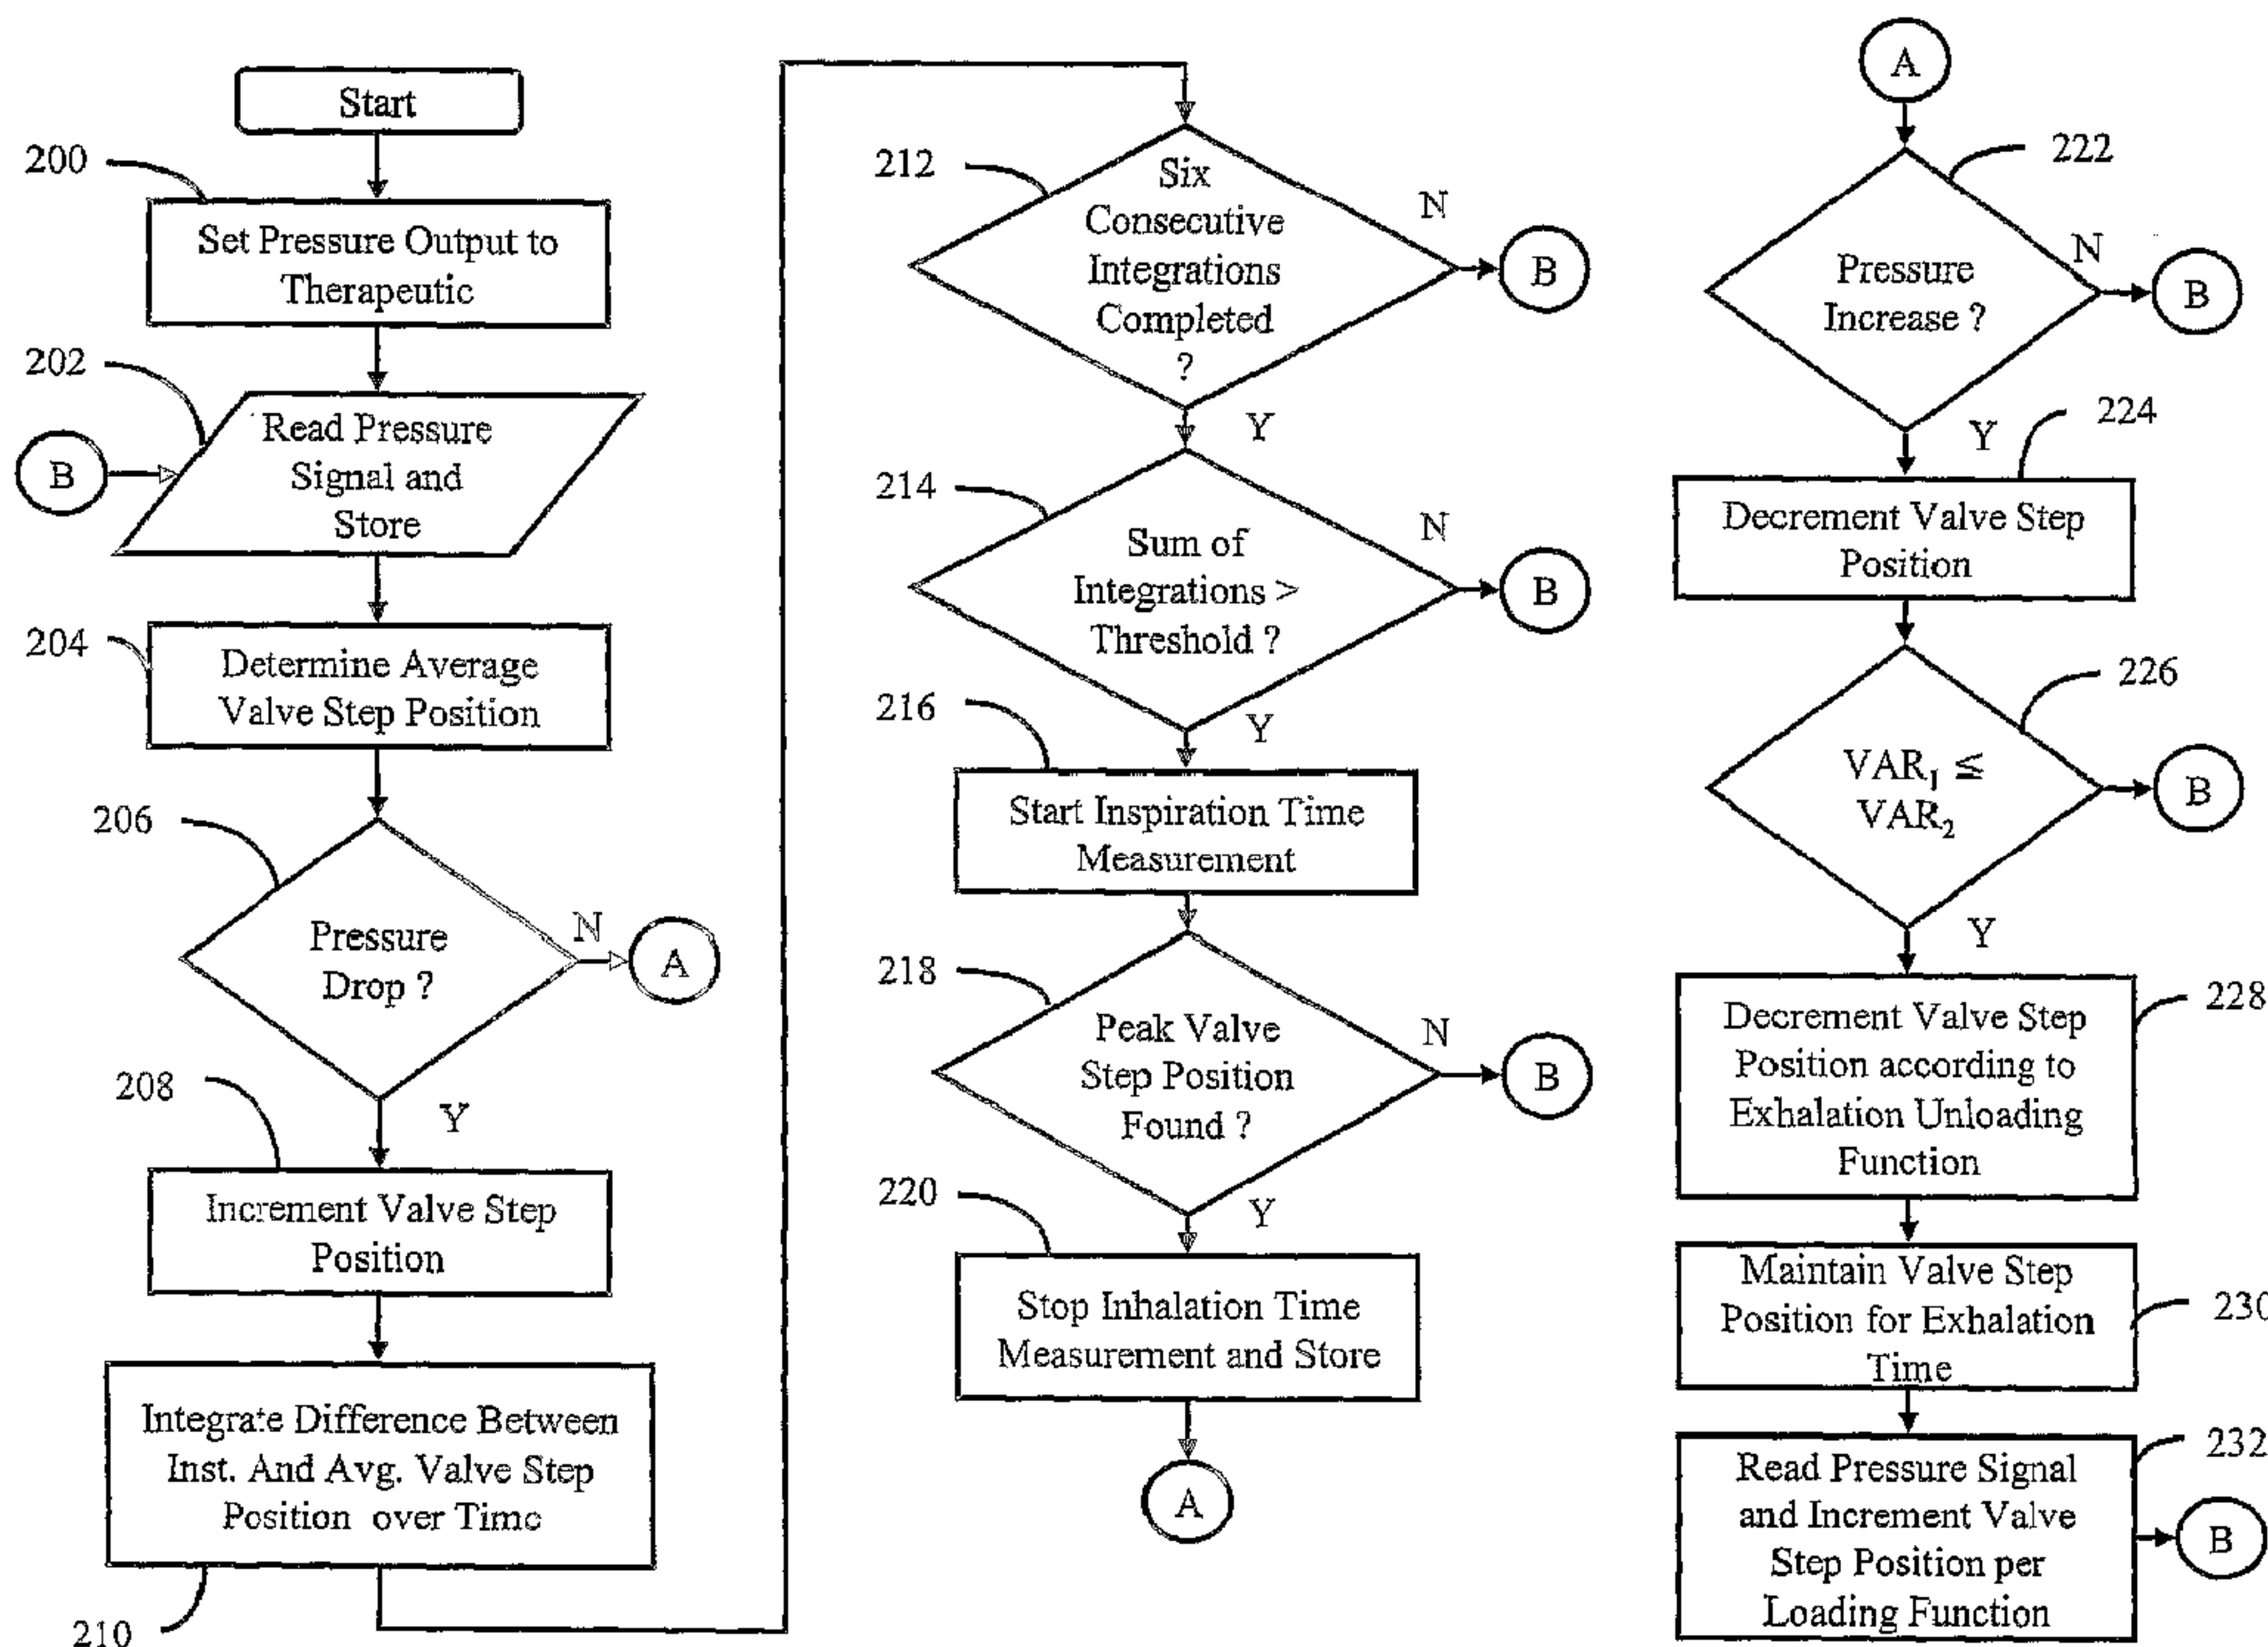 Start
200
Set Pressure Output to
Therapeutic
202
B
Read Pressure
Signal and
Store
204
Determine Average
Valve Step Position
206
Pressure
Drop ?
N
A
208
Y
Increment Valve Step
Position
Integrate Difference Between
Inst. And Avg. Valve Step
Position over Time
210
212
Six
Consecutive
Integrations
Completed
?
N
B
Y
214
Sum of
Integrations >
Threshold ?
N
B
Y
216
Start Inspiration Time
Measurement
218
Peak Valve
Step Position
Found ?
N
B
Y
220
Stop Inhalation Time
Measurement and Store
A
A
222
Pressure
Increase ?
N
B
Y
224
Decrement Valve Step
Position
226
VAR1 ≦
VAR2
B
Y
228
Decrement Valve Step
Position according to
Exhalation Unloading
Function
230
Maintain Valve Step
Position for Exhalation
Time
232
Read Pressure Signal
and Increment Valve
Step Position per
Loading Function
B